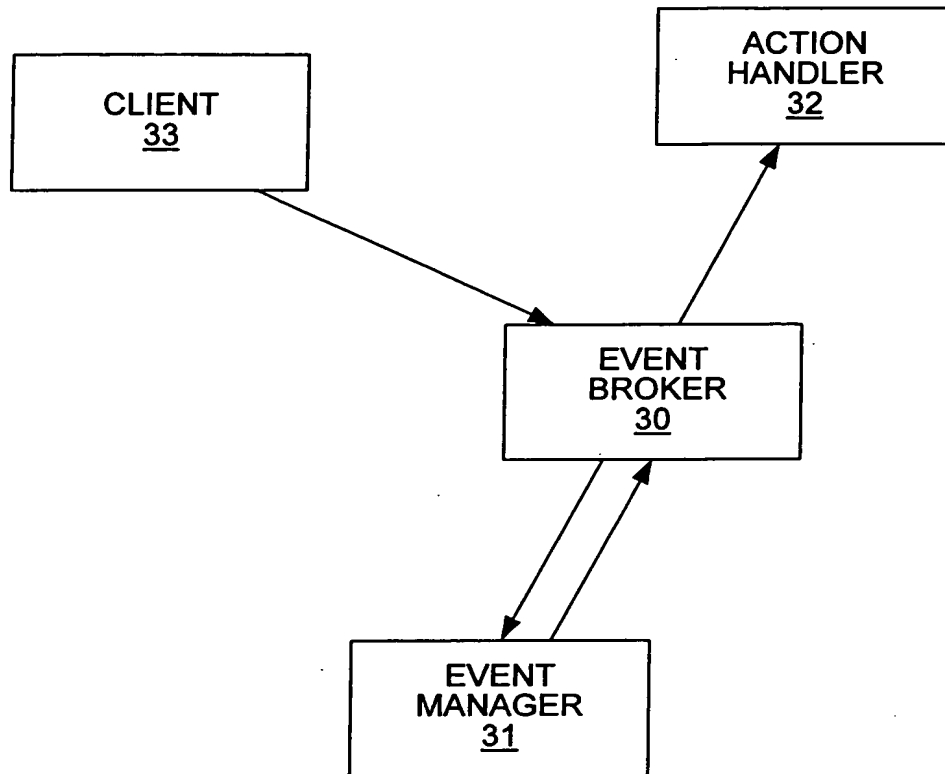 CLIENT
33
ACTION
HANDLER
32
EVENT
BROKER
30
EVENT
MANAGER
31